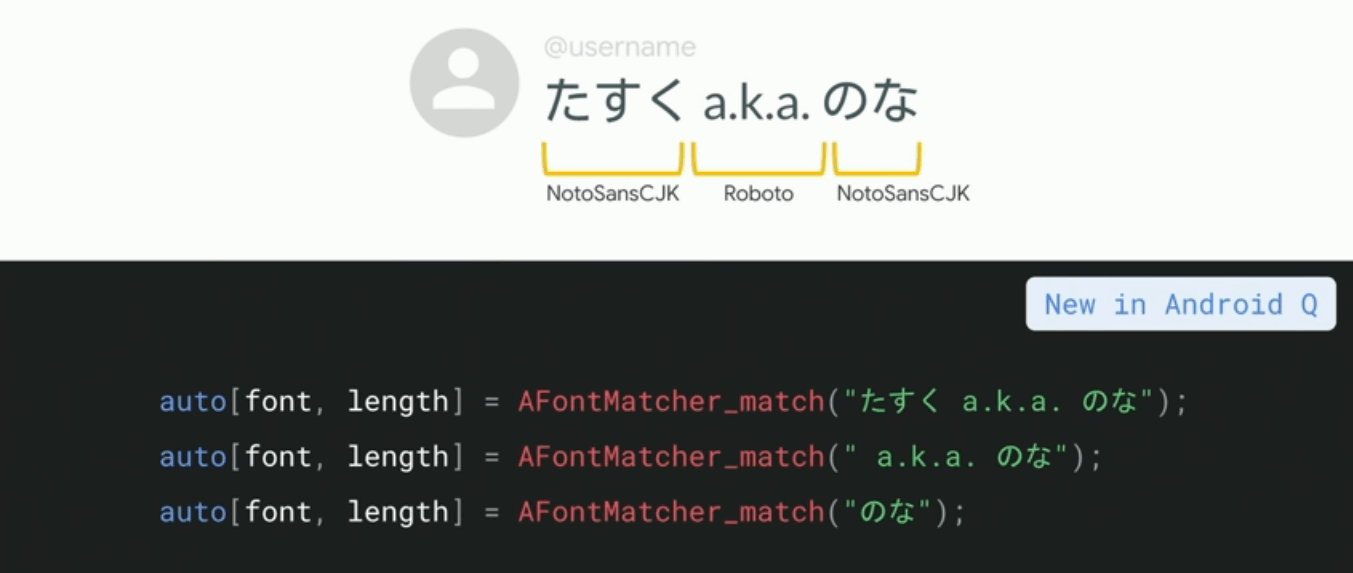 @username
たすく a.k.a. のな
NotoSansCJK Roboto NotoSansCJK
New in Android Q
auto[font, length] = AFontMatcher_match("たすく a.k.a. のな");
auto[font, length] = AFontMatcher_match(" a.k.a. のな");
auto[font, length] = AFontMatcher_match("のな");